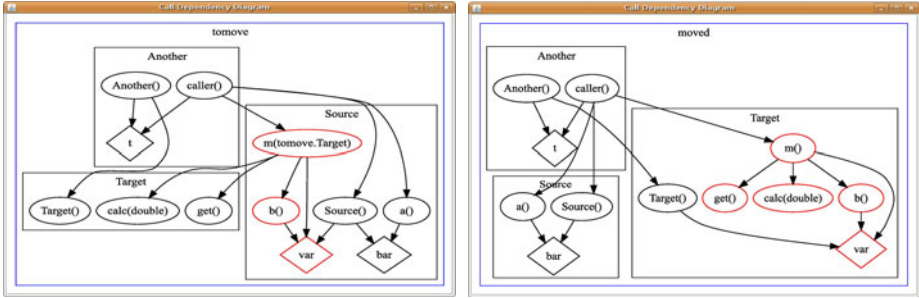 Call Dependency Diagram
tomove
Another
Another() caller()
t
Source
m(tomove.Target)
Target
Target() calc(double) get() b() Source() a()
var bar
Call Dependency Diagram
moved
Another
Another() caller()
t
Target
m()
Source
a() Source() Target() get() calc(double) b()
bar var